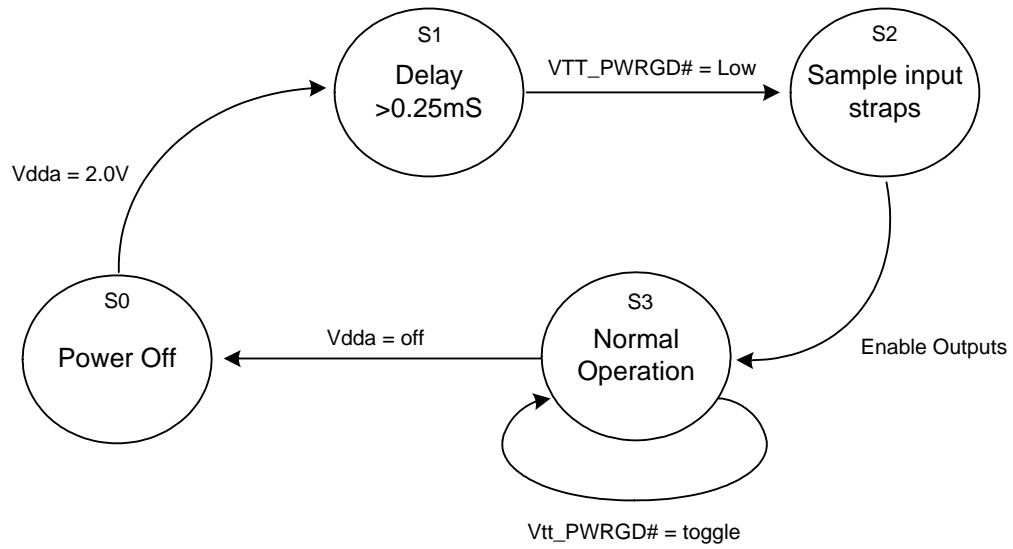 S1
Delay
>0.25mS
VTT_PWRGD# = Low
S2
Sample input
straps
Vdda = 2.0V
S0
Power Off
Vdda = off
S3
Normal
Operation
Enable Outputs
Vtt_PWRGD# = toggle